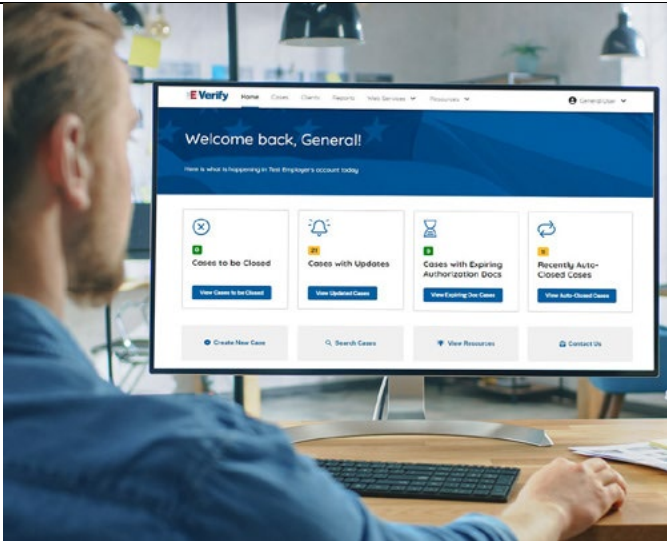 E Verify Home Cases Clients Reports Web Services Resources General User
Welcome back, General!
Here is what is happening in Test Employer's account today
0
Cases to be Closed
View Cases to be Closed
21
Cases with Updates
View Updated Cases
Cases with Expiring
Authorization Docs
View Expiring Doc Cases
Recently Auto-
Closed Cases
View Auto-Closed Cases
Create New Case
Search Cases
View Resources
Contact Us